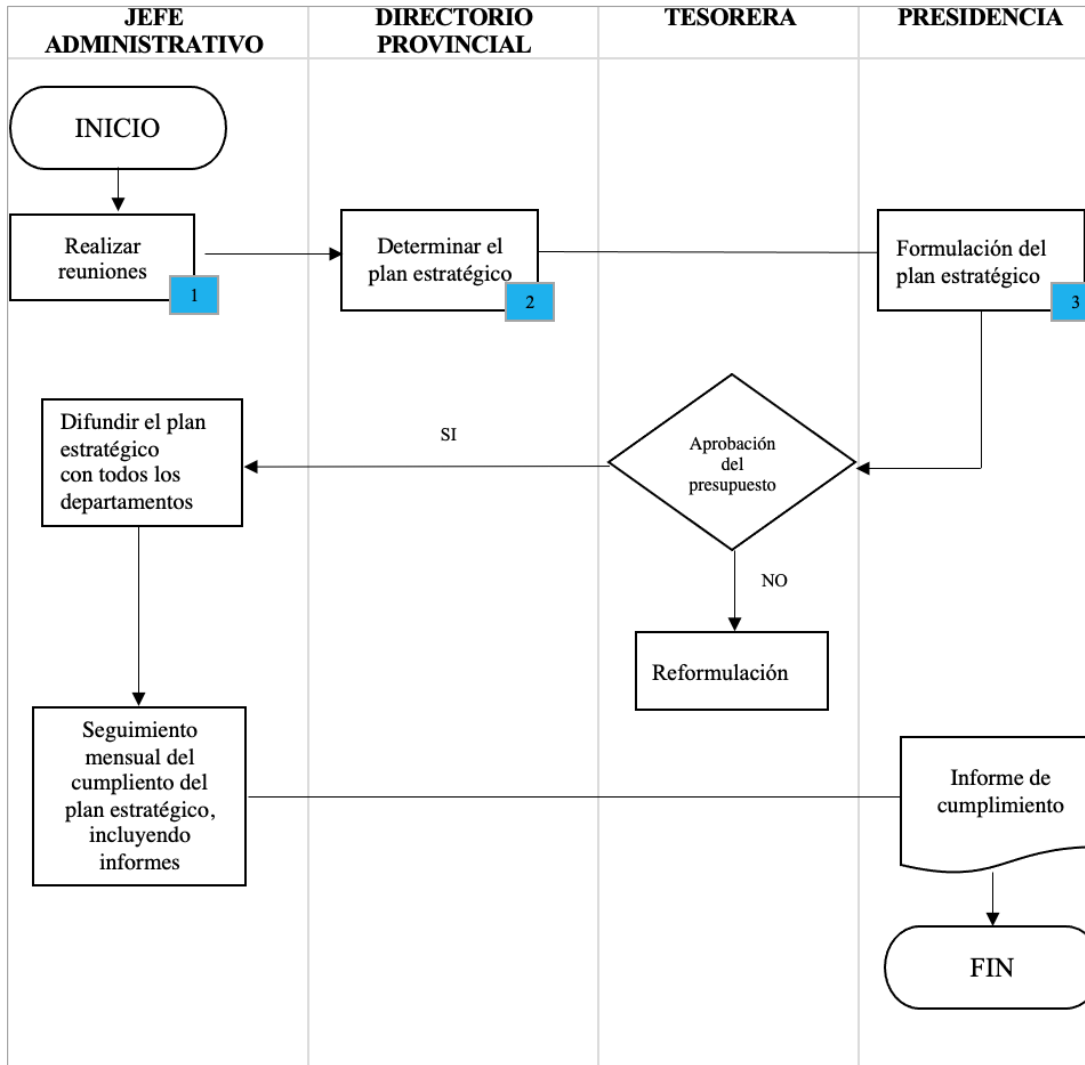 JEFE
ADMINISTRATIVO
DIRECTORIO
PROVINCIAL
TESORERA
PRESIDENCIA
INICIO
Realizar
reuniones
1
Determinar el
plan estratégico
2
Formulación del
plan estratégico
3
Difundir el plan
estratégico
con todos los
departamentos
SI
Aprobación
del
presupuesto
NO
Reformulación
Seguimiento
mensual del
cumpliento del
plan estratégico,
incluyendo
informes
Informe de
cumplimiento
FIN